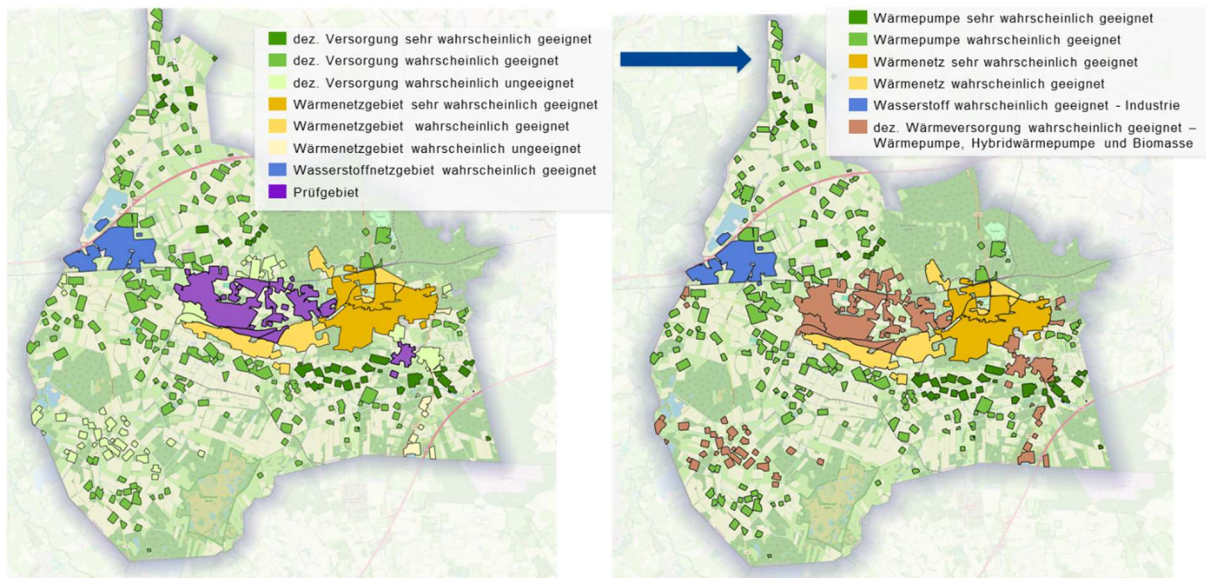 dez. Versorgung sehr wahrscheinlich geeignet
dez. Versorgung wahrscheinlich geeignet
dez. Versorgung wahrscheinlich ungeeignet
Wärmenetzgebiet sehr wahrscheinlich geeignet
Wärmenetzgebiet wahrscheinlich geeignet
Wärmenetzgebiet wahrscheinlich ungeeignet
Wasserstoffnetzgebiet wahrscheinlich geeignet
Prüfgebiet
Wärmepumpe sehr wahrscheinlich geeignet
Wärmepumpe wahrscheinlich geeignet
Wärmenetz sehr wahrscheinlich geeignet
Wärmenetz wahrscheinlich geeignet
Wasserstoff wahrscheinlich geeignet - Industrie
dez. Wärmeversorgung wahrscheinlich geeignet –
Wärmepumpe, Hybridwärmepumpe und Biomasse